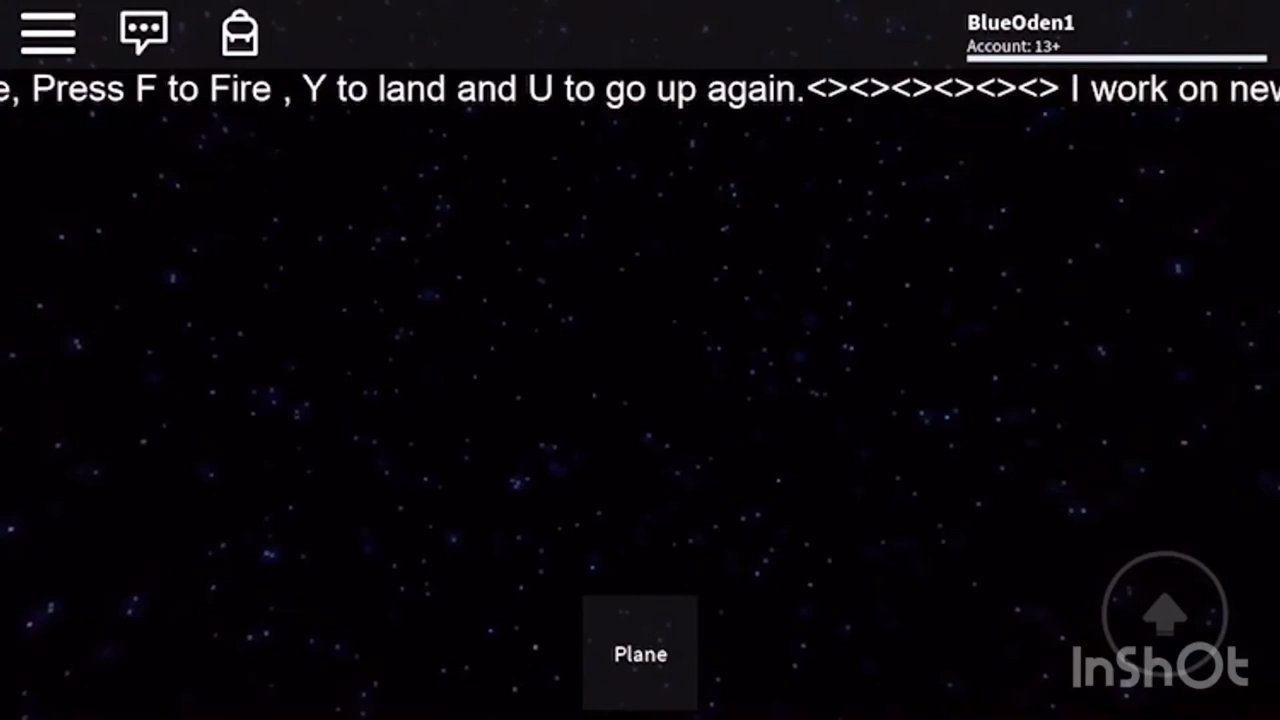 BlueOden1
Account: 13+
e, Press F to Fire , Y to land and U to go up again.<><><><><><> I work on new
Plane
InShOt